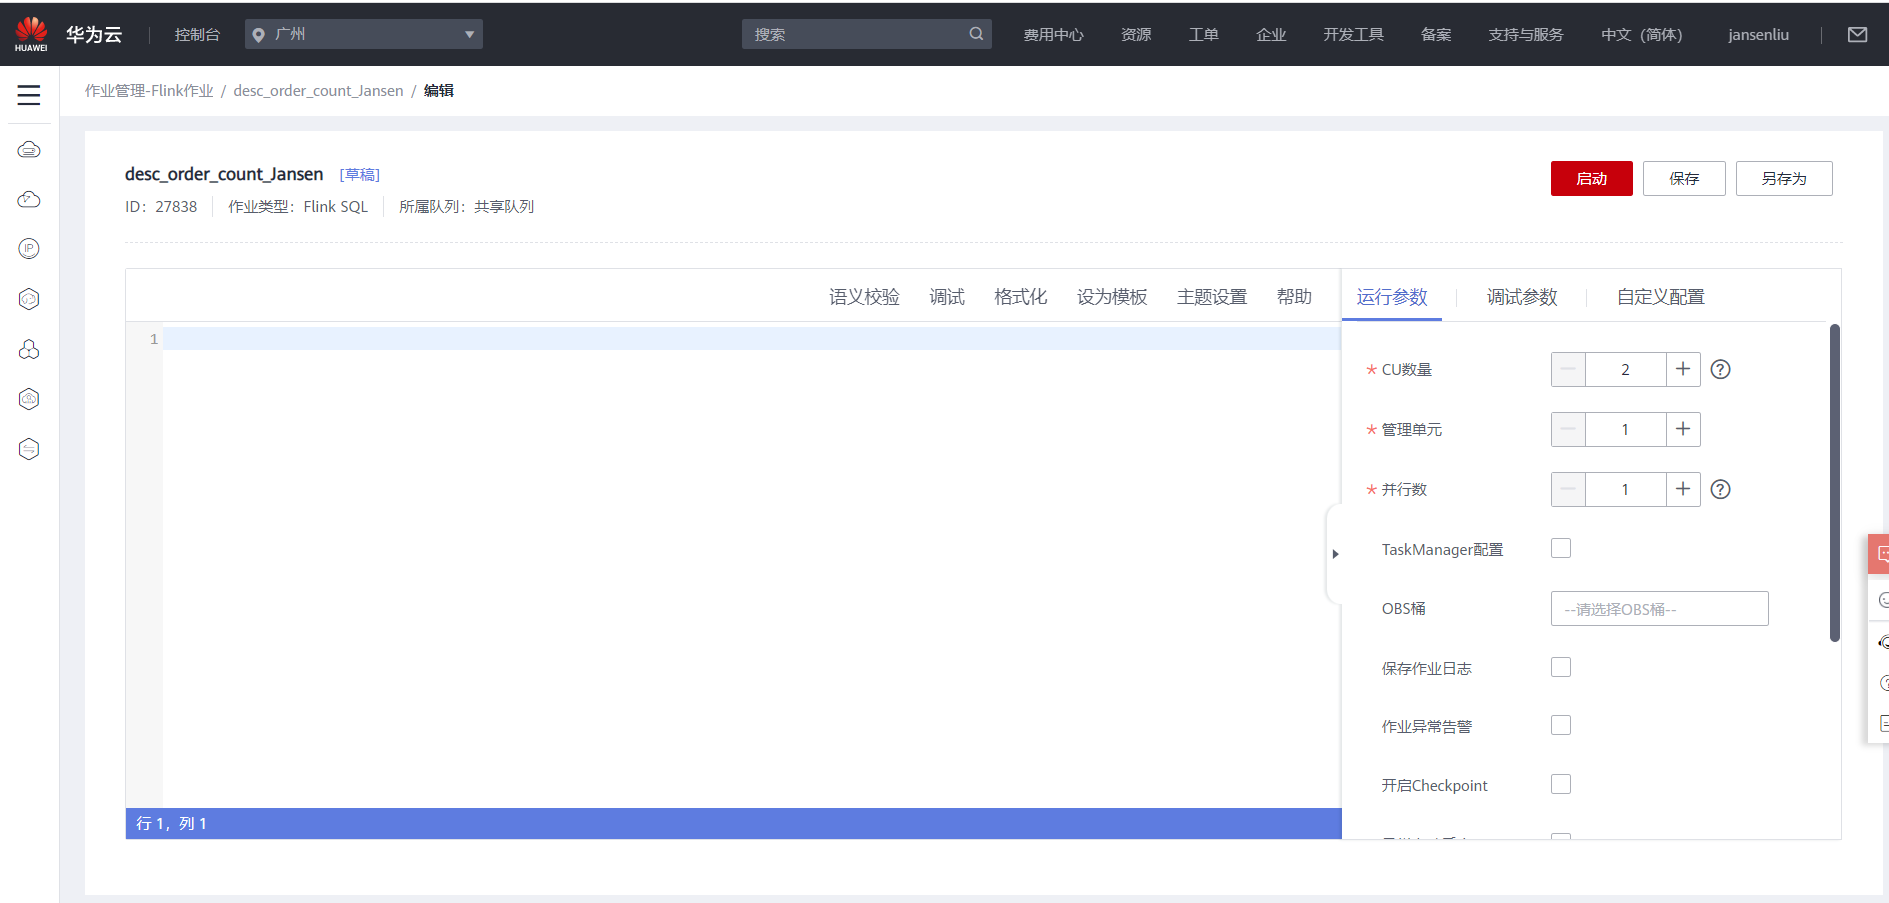 HUAWEI 华为云 控制台 广州 搜索 费用中心 资源 工单 企业 开发工具 备案 支持与服务 中文（简体） jansenliu
作业管理-Flink作业 / desc_order_count_Jansen / 编辑
desc_order_count_Jansen [草稿]
启动 保存 另存为
ID：27838 作业类型：Flink SQL 所属队列：共享队列
语义校验 调试 格式化 设为模板 主题设置 帮助 运行参数 调试参数 自定义配置
1
* CU数量 2
* 管理单元 1
* 并行数 1
TaskManager配置
OBS桶 --请选择OBS桶--
保存作业日志
作业异常告警
开启Checkpoint
行 1，列 1